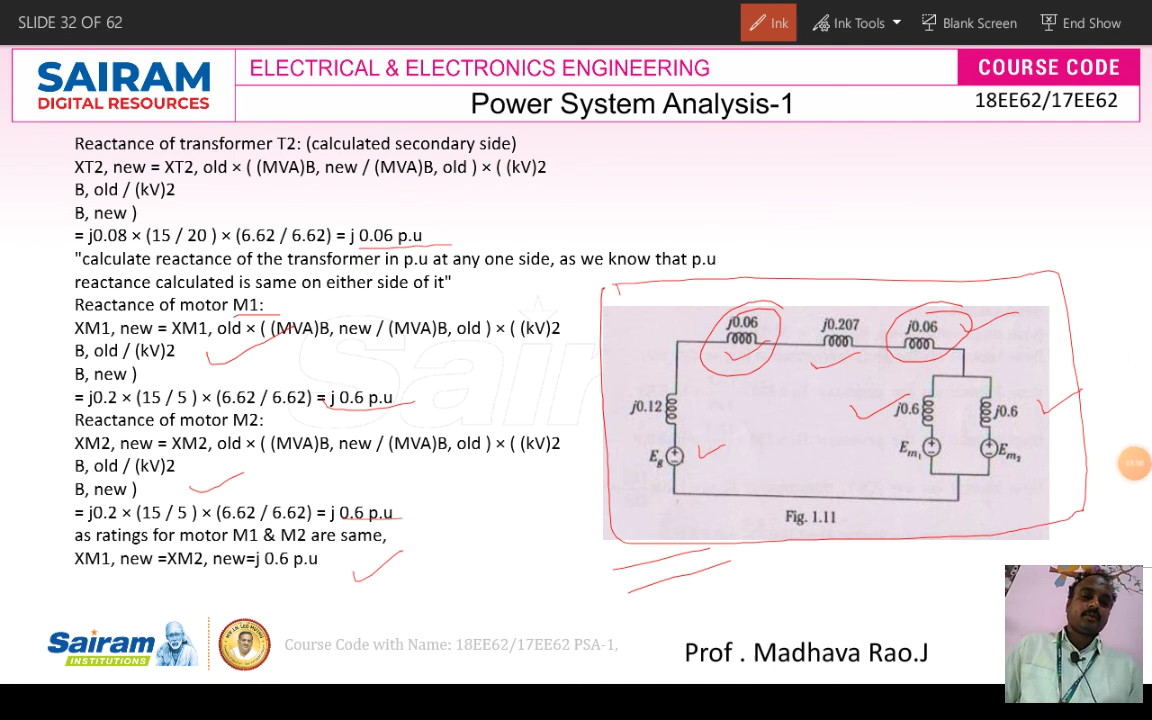 SLIDE 32 OF 62
Ink
Ink Tools
Blank Screen
End Show
SAIRAM
DIGITAL RESOURCES
ELECTRICAL & ELECTRONICS ENGINEERING
COURSE CODE
Power System Analysis-1
18EE62/17EE62
Reactance of transformer T2: (calculated secondary side)
XT2, new = XT2, old × ( (MVA)B, new / (MVA)B, old ) × ( (kV)2
B, old / (kV)2
B, new )
= j0.08 × (15 / 20 ) × (6.62 / 6.62) = j 0.06 p.u
"calculate reactance of the transformer in p.u at any one side, as we know that p.u
reactance calculated is same on either side of it"
Reactance of motor M1:
XM1, new = XM1, old × ( (MVA)B, new / (MVA)B, old ) × ( (kV)2
B, old / (kV)2
B, new )
= j0.2 × (15 / 5 ) × (6.62 / 6.62) = j 0.6 p.u
Reactance of motor M2:
XM2, new = XM2, old × ( (MVA)B, new / (MVA)B, old ) × ( (kV)2
B, old / (kV)2
B, new )
= j0.2 × (15 / 5 ) × (6.62 / 6.62) = j 0.6 p.u
as ratings for motor M1 & M2 are same,
XM1, new =XM2, new=j 0.6 p.u
j0.06
j0.207
j0.06
j0.12
j0.6
j0.6
Eg
Em1
Em2
Fig. 1.11
Sairam
Sairam
INSTITUTIONS
Course Code with Name: 18EE62/17EE62 PSA-1,
Prof . Madhava Rao.J